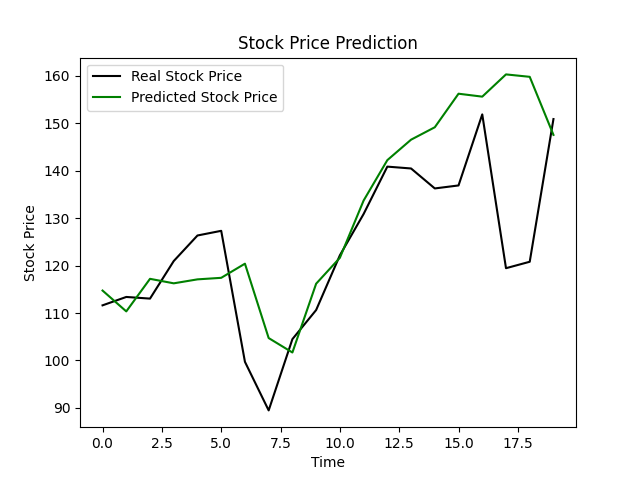 Stock Price Prediction
Real Stock Price
Predicted Stock Price
160
150
140
130
120
110
100
90
Stock Price
0.0 2.5 5.0 7.5 10.0 12.5 15.0 17.5
Time